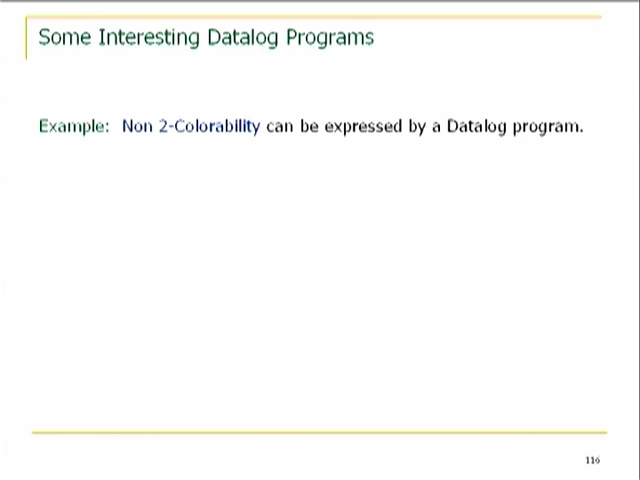 Some Interesting Datalog Programs
Example: Non 2-Colorability can be expressed by a Datalog program.
116